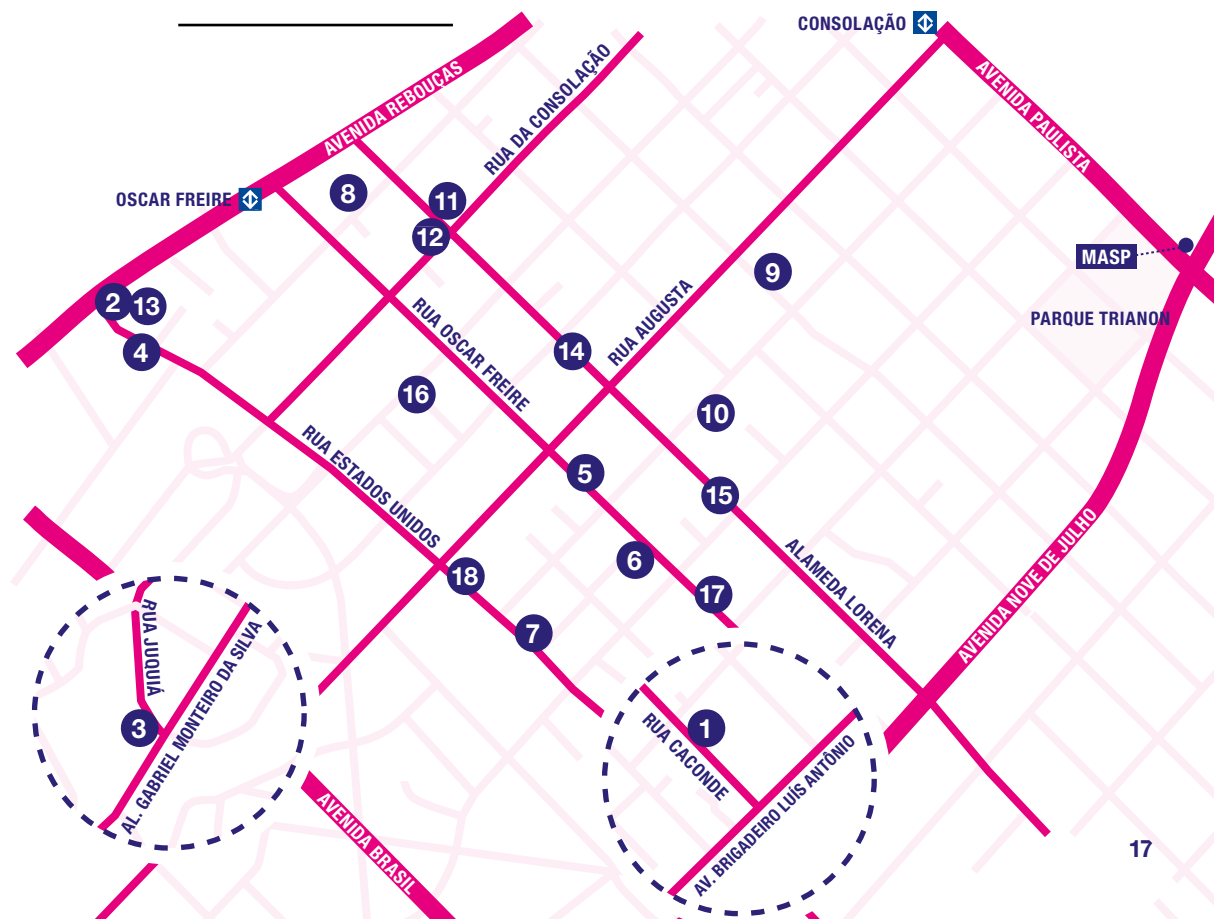 CONSOLAÇÃO
AVENIDA REBOUÇAS
RUA DA CONSOLAÇÃO
AVENIDA PAULISTA
OSCAR FREIRE
8
11
12
9
MASP
2
13
4
RUA OSCAR FREIRE
RUA AUGUSTA
PARQUE TRIANON
14
16
10
RUA ESTADOS UNIDOS
5
15
6
18
17
7
ALAMEDA LORENA
AVENIDA NOVE DE JULHO
RUA JUQUIÁ
3
AL. GABRIEL MONTEIRO DA SILVA
1
RUA CACONDE
AV. BRIGADEIRO LUÍS ANTÔNIO
AVENIDA BRASIL
17